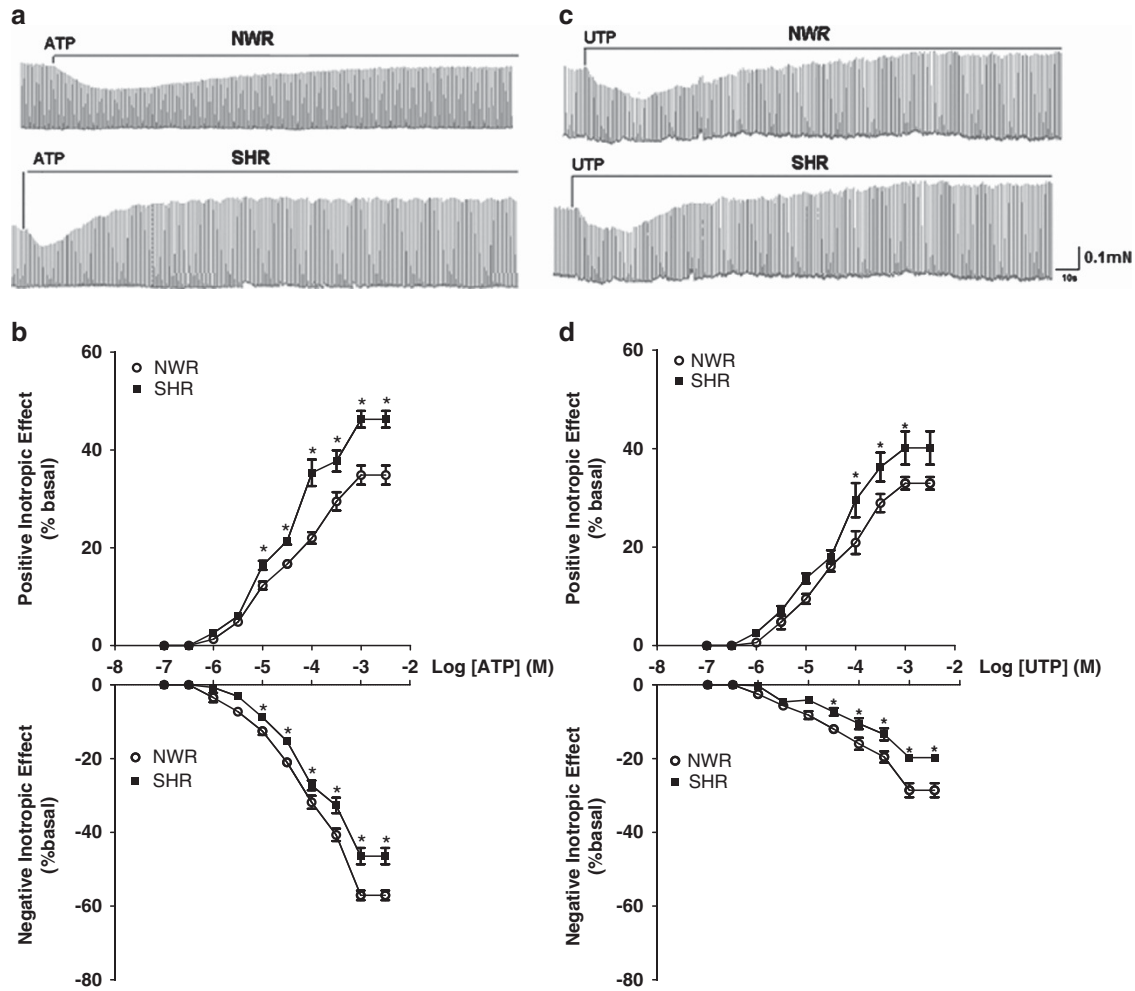 a
ATP
NWR
ATP
SHR
c
UTP
NWR
UTP
SHR
0.1mN
10s
b
60
40
20
0
Positive Inotropic Effect
(% basal)
NWR
SHR
* * * * * *
-8 -7 -6 -5 -4 -3 -2
Log [ATP] (M)
0
-20
-40
-60
-80
Negative Inotropic Effect
(%basal)
NWR
SHR
* * * * * *
d
60
40
20
0
Positive Inotropic Effect
(% basal)
NWR
SHR
* * *
-8 -7 -6 -5 -4 -3 -2
Log [UTP] (M)
0
-20
-40
-60
-80
Negative Inotropic Effect
(%basal)
NWR
SHR
* * * * *